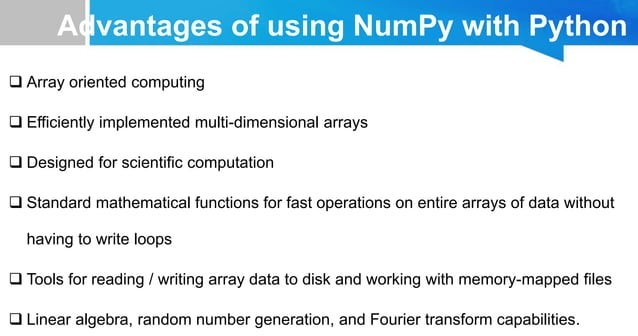 Advantages of using NumPy with Python
❑ Array oriented computing
❑ Efficiently implemented multi-dimensional arrays
❑ Designed for scientific computation
❑ Standard mathematical functions for fast operations on entire arrays of data without
having to write loops
❑ Tools for reading / writing array data to disk and working with memory-mapped files
❑ Linear algebra, random number generation, and Fourier transform capabilities.